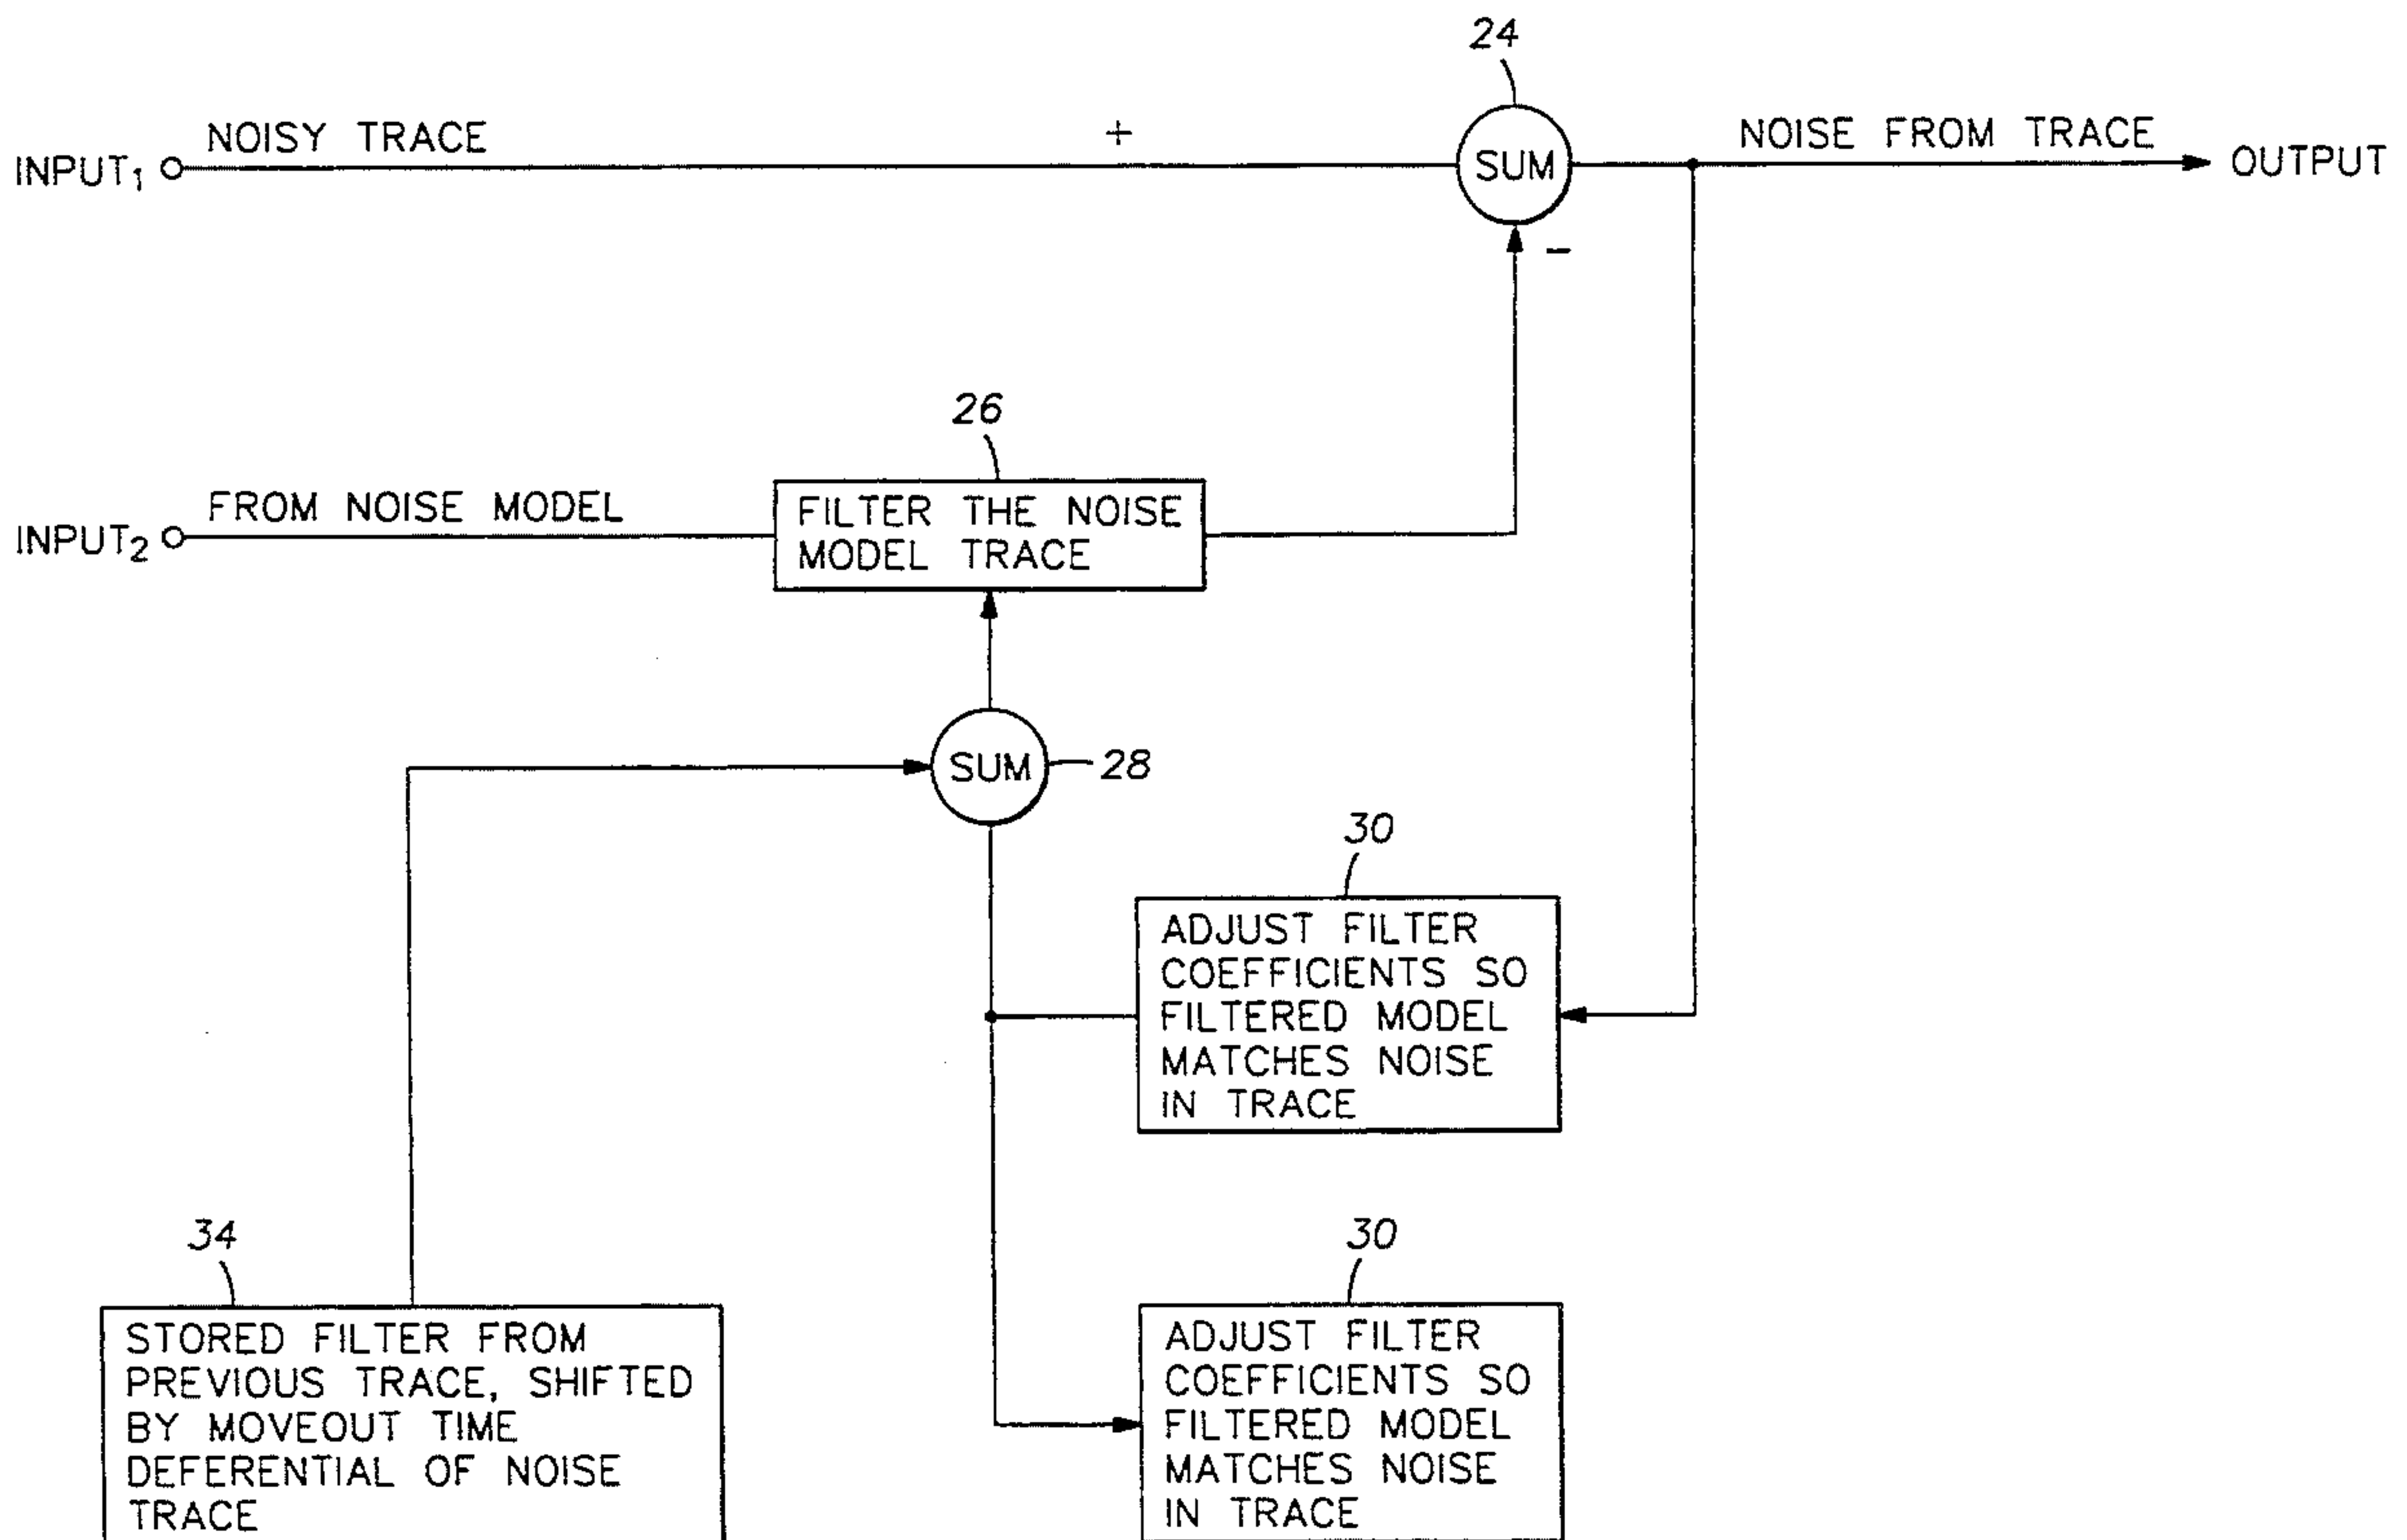 24
NOISY TRACE
+
NOISE FROM TRACE
INPUT₁
SUM
OUTPUT
−
26
FROM NOISE MODEL
INPUT₂
FILTER THE NOISE
MODEL TRACE
SUM
28
30
ADJUST FILTER
COEFFICIENTS SO
FILTERED MODEL
MATCHES NOISE
IN TRACE
34
STORED FILTER FROM
PREVIOUS TRACE, SHIFTED
BY MOVEOUT TIME
DEFERENTIAL OF NOISE
TRACE
30
ADJUST FILTER
COEFFICIENTS SO
FILTERED MODEL
MATCHES NOISE
IN TRACE